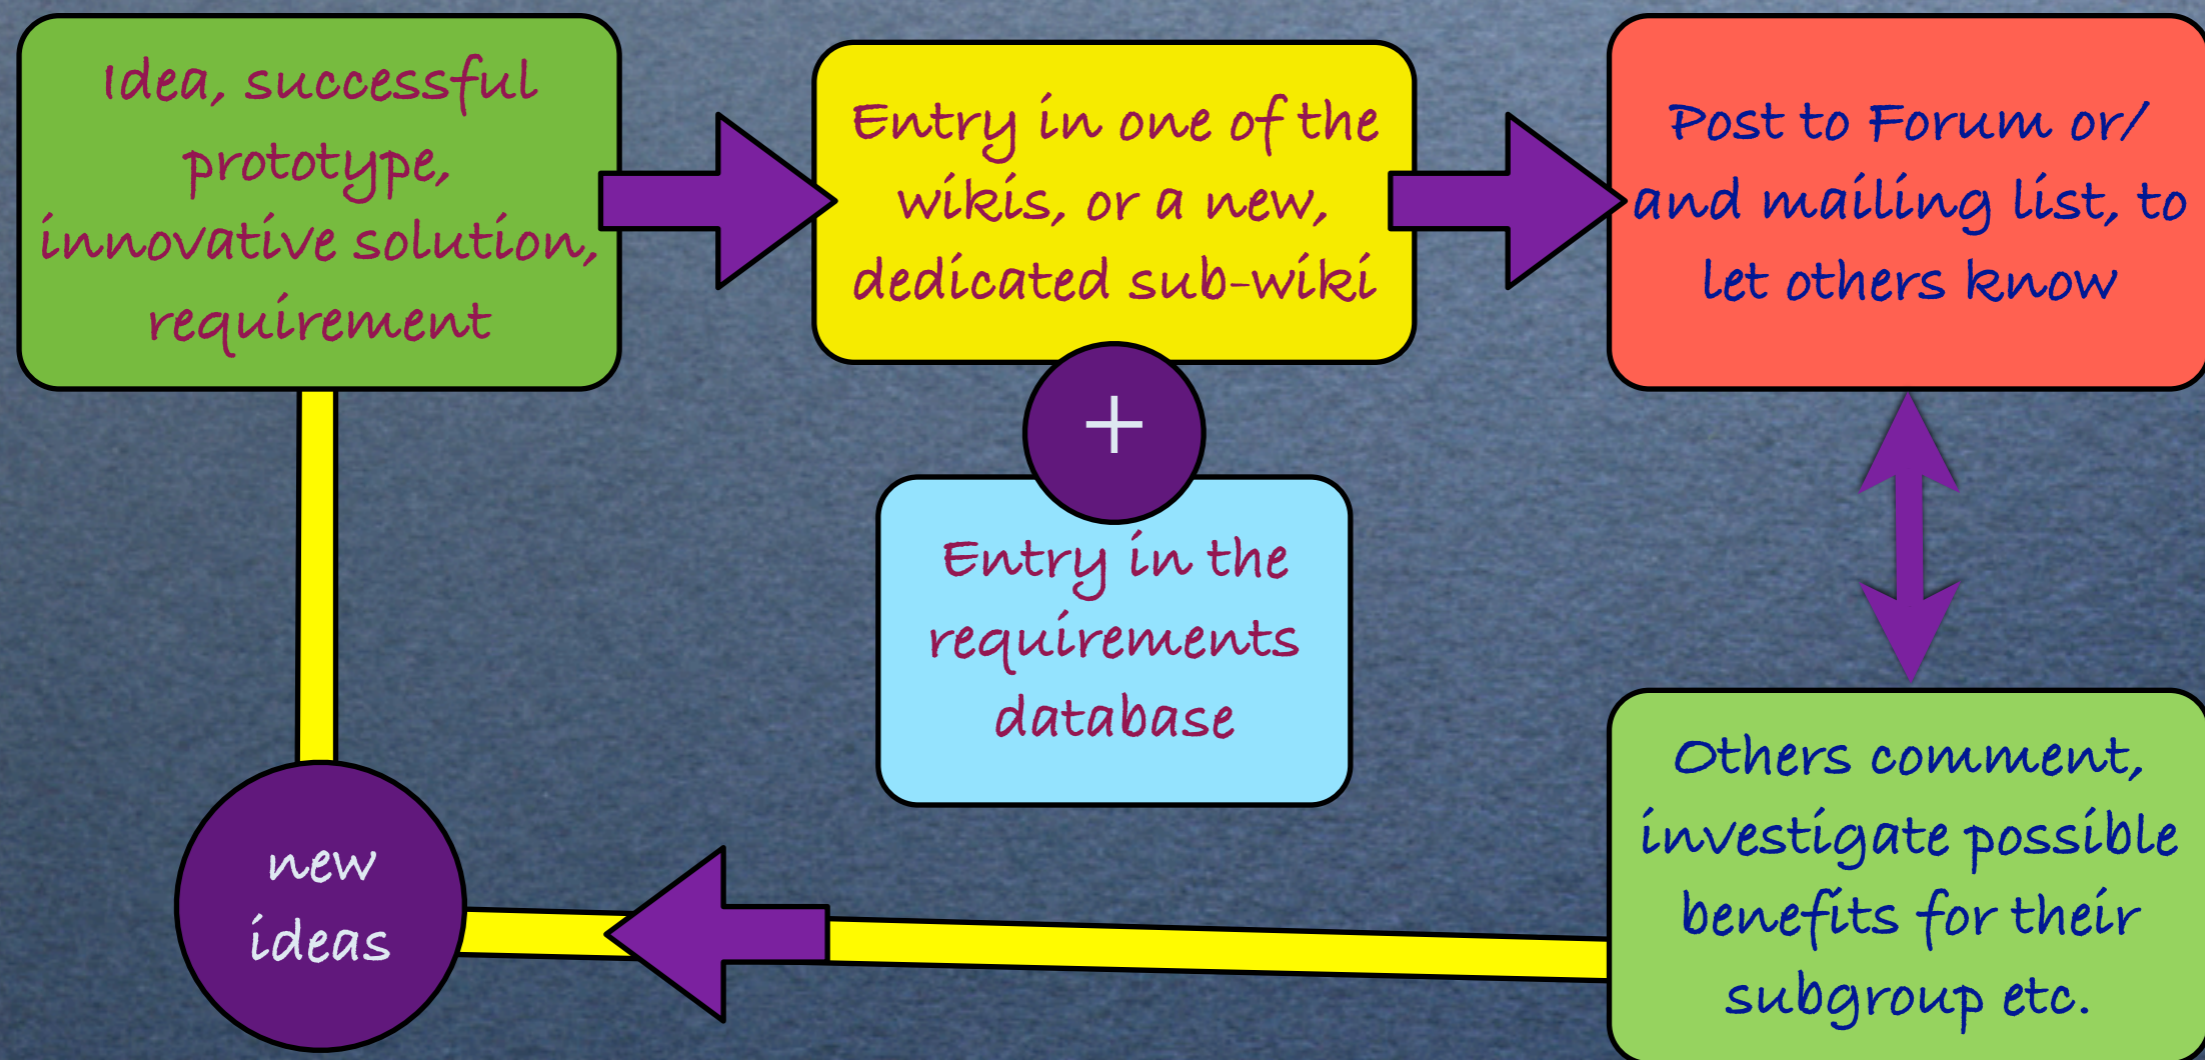 Idea, successful
prototype,
innovative solution,
requirement
Entry in one of the
wikis, or a new,
dedicated sub-wiki
Post to Forum or/
and mailing list, to
let others know
+
Entry in the
requirements
database
Others comment,
investigate possible
benefits for their
subgroup etc.
new
ideas